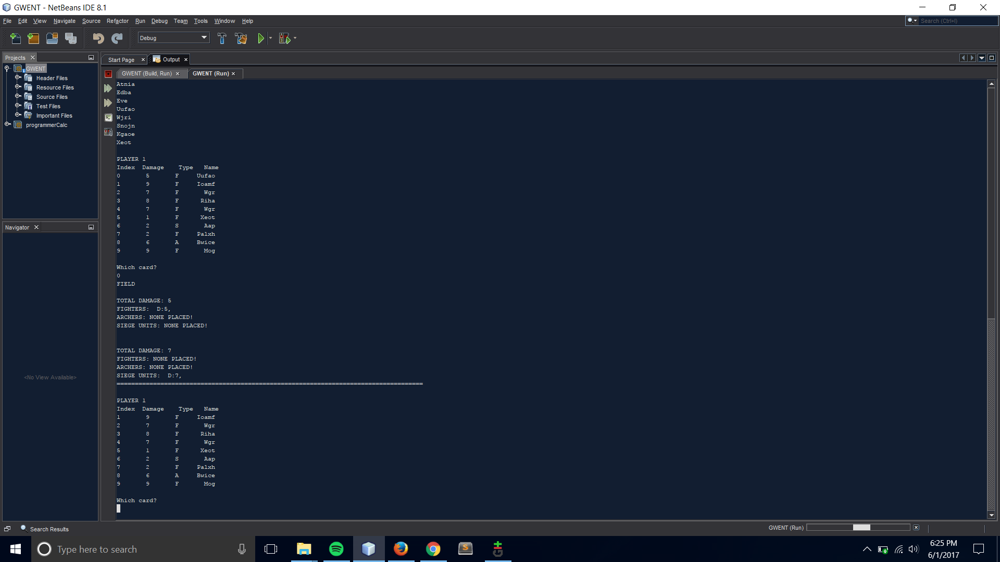 GWENT - NetBeans IDE 8.1
File Edit View Navigate Source Refactor Run Debug Team Tools Window Help
Search (Ctrl+I)
Debug
Projects
Start Page
Output
GWENT
Header Files
Resource Files
Source Files
Test Files
Important Files
programmerCalc
Navigator
<No View Available>
GWENT (Build, Run)
GWENT (Run)
Atnia
Edba
Eve
Uufao
Wjri
Snojn
Kgaoe
Xeot
PLAYER 1
Index Damage Type Name
0 5 F Uufao
1 9 F Ioamf
2 7 F Wgr
3 8 F Riha
4 7 F Wgr
5 1 F Xeot
6 2 S Aap
7 2 F Palxh
8 6 A Bwice
9 9 F Mog
Which card?
0
FIELD
TOTAL DAMAGE: 5
FIGHTERS: D:5,
ARCHERS: NONE PLACED!
SIEGE UNITS: NONE PLACED!
TOTAL DAMAGE: 7
FIGHTERS: NONE PLACED!
ARCHERS: NONE PLACED!
SIEGE UNITS: D:7,
====================================================================================
PLAYER 1
Index Damage Type Name
1 9 F Ioamf
2 7 F Wgr
3 8 F Riha
4 7 F Wgr
5 1 F Xeot
6 2 S Aap
7 2 F Palxh
8 6 A Bwice
9 9 F Mog
Which card?
Search Results
GWENT (Run)
Type here to search
6:25 PM
6/1/2017